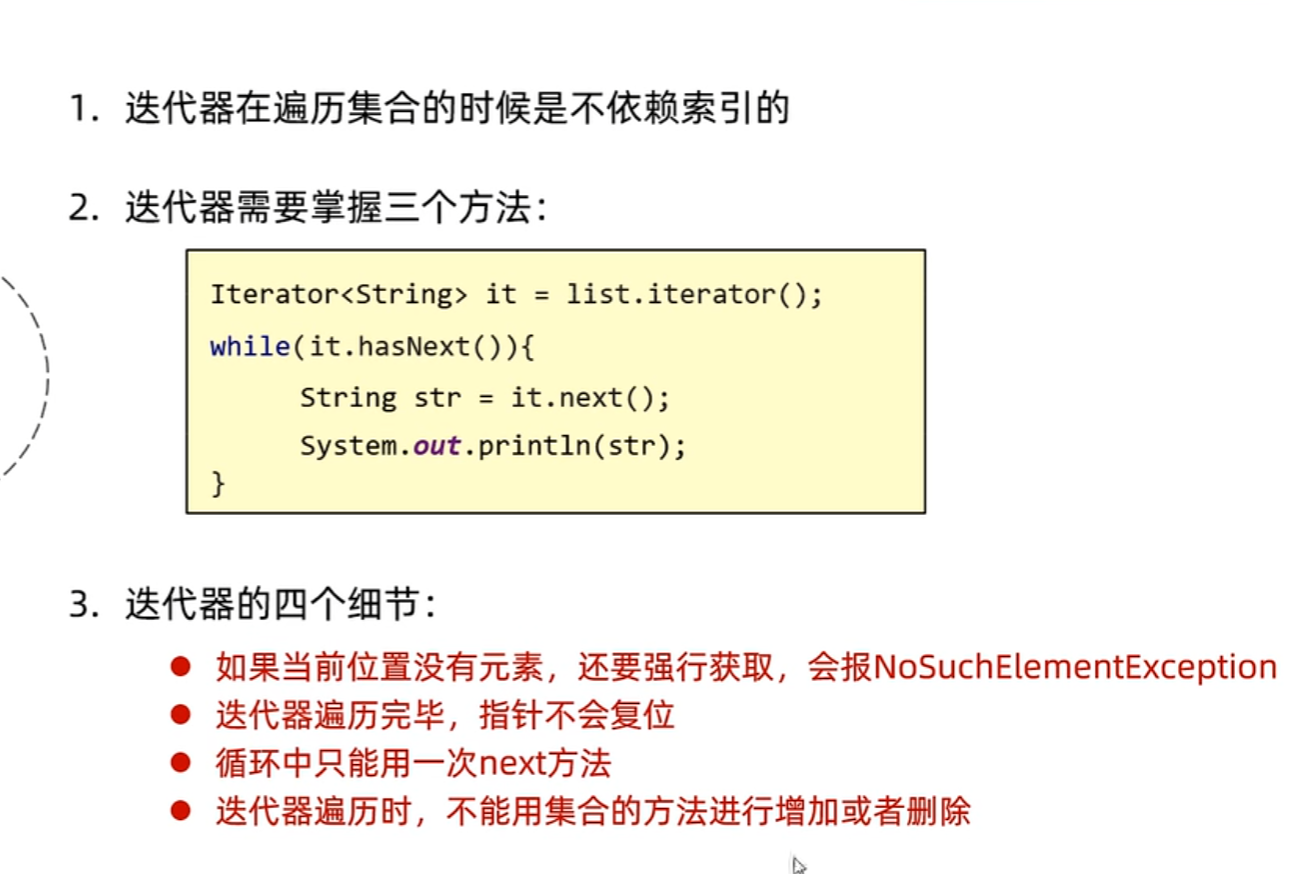 1. 迭代器在遍历集合的时候是不依赖索引的
2. 迭代器需要掌握三个方法：
Iterator<String> it = list.iterator();
while(it.hasNext()){
String str = it.next();
System.out.println(str);
}
3. 迭代器的四个细节：
● 如果当前位置没有元素，还要强行获取，会报NoSuchElementException
● 迭代器遍历完毕，指针不会复位
● 循环中只能用一次next方法
● 迭代器遍历时，不能用集合的方法进行增加或者删除